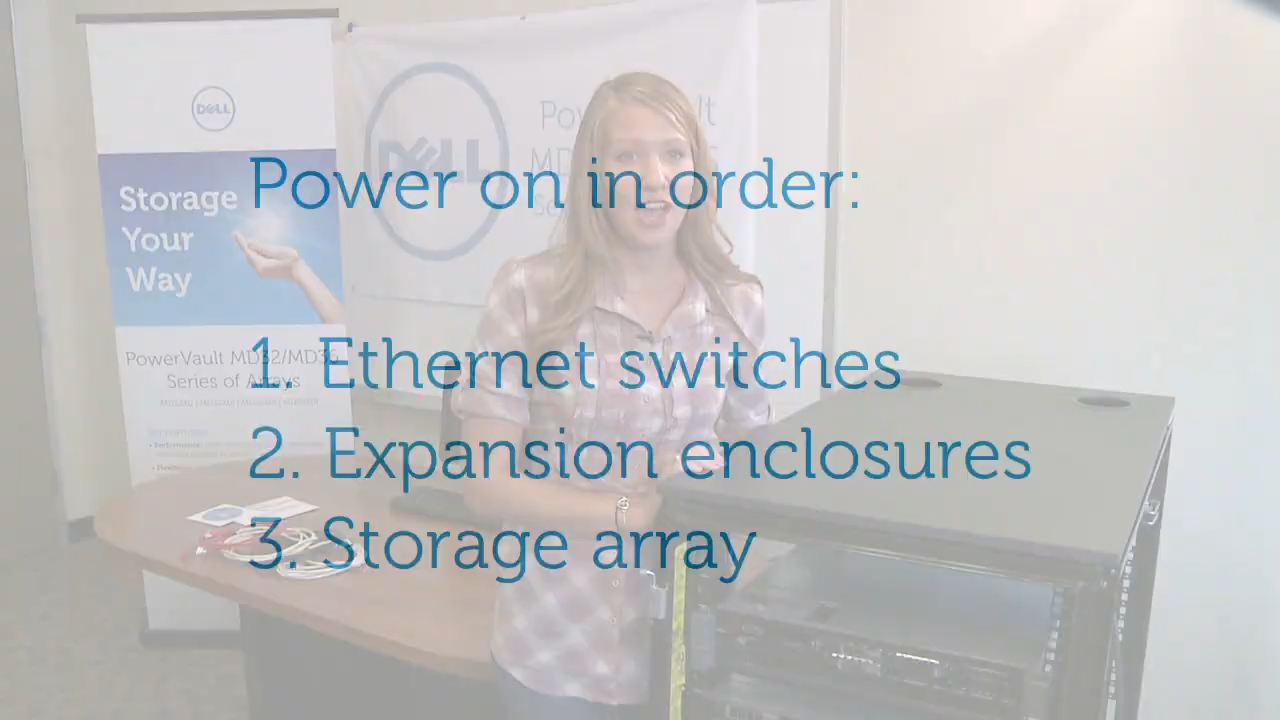 Power on in order:
1. Ethernet switches
2. Expansion enclosures
3. Storage array
DELL
Storage
Your
Way
PowerVault MD32/MD36
Series of Arrays
DELL